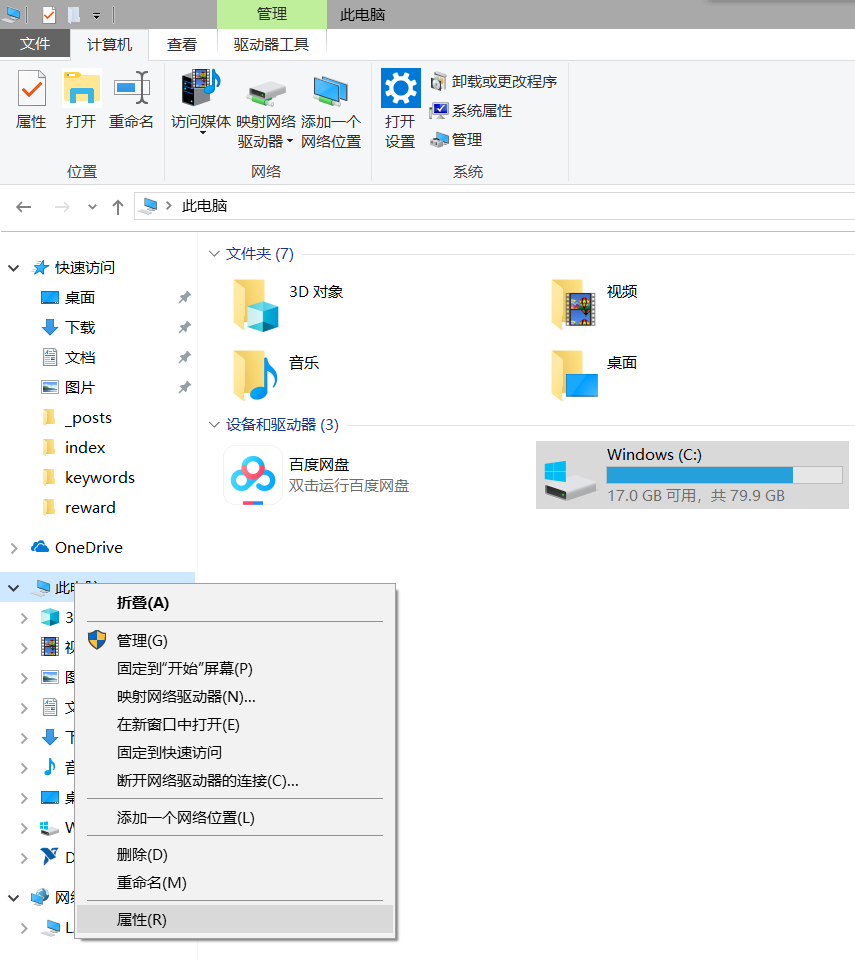 管理
此电脑
文件
计算机
查看
驱动器工具
属性
打开
重命名
访问媒体
映射网络
驱动器
添加一个
网络位置
打开
设置
卸载或更改程序
系统属性
管理
位置
网络
系统
此电脑
快速访问
桌面
下载
文档
图片
_posts
index
keywords
reward
OneDrive
此电脑
3
网络
文件夹 (7)
3D 对象
视频
音乐
桌面
设备和驱动器 (3)
百度网盘
双击运行百度网盘
Windows (C:)
17.0 GB 可用，共 79.9 GB
折叠(A)
管理(G)
固定到“开始”屏幕(P)
映射网络驱动器(N)...
在新窗口中打开(E)
固定到快速访问
断开网络驱动器的连接(C)...
添加一个网络位置(L)
删除(D)
重命名(M)
属性(R)